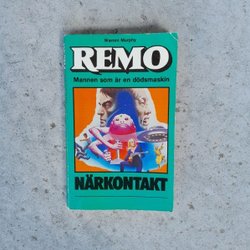 Warren Murphy
REMO
Mannen som är en dödsmaskin
NÄRKONTAKT